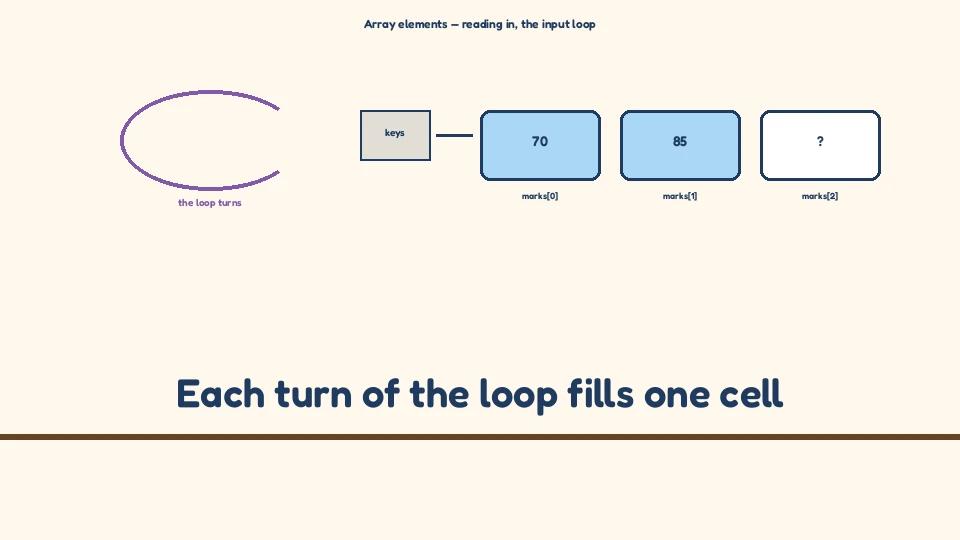 Array elements — reading in, the input loop
keys
70
85
?
marks[0]
marks[1]
marks[2]
the loop turns
Each turn of the loop fills one cell